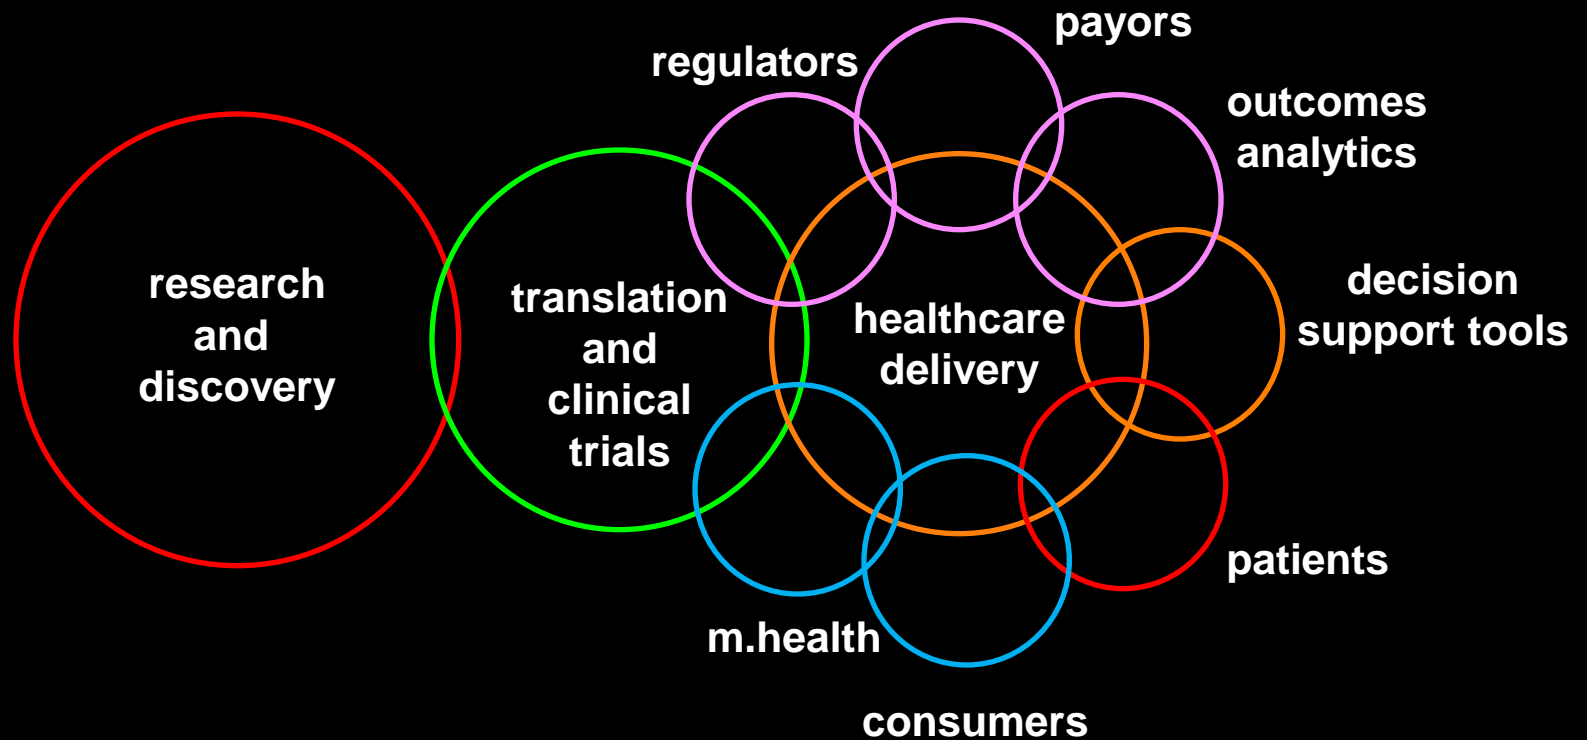 payors
regulators
outcomes
analytics
research
and
discovery
translation
and
clinical
trials
healthcare
delivery
decision
support tools
patients
m.health
consumers